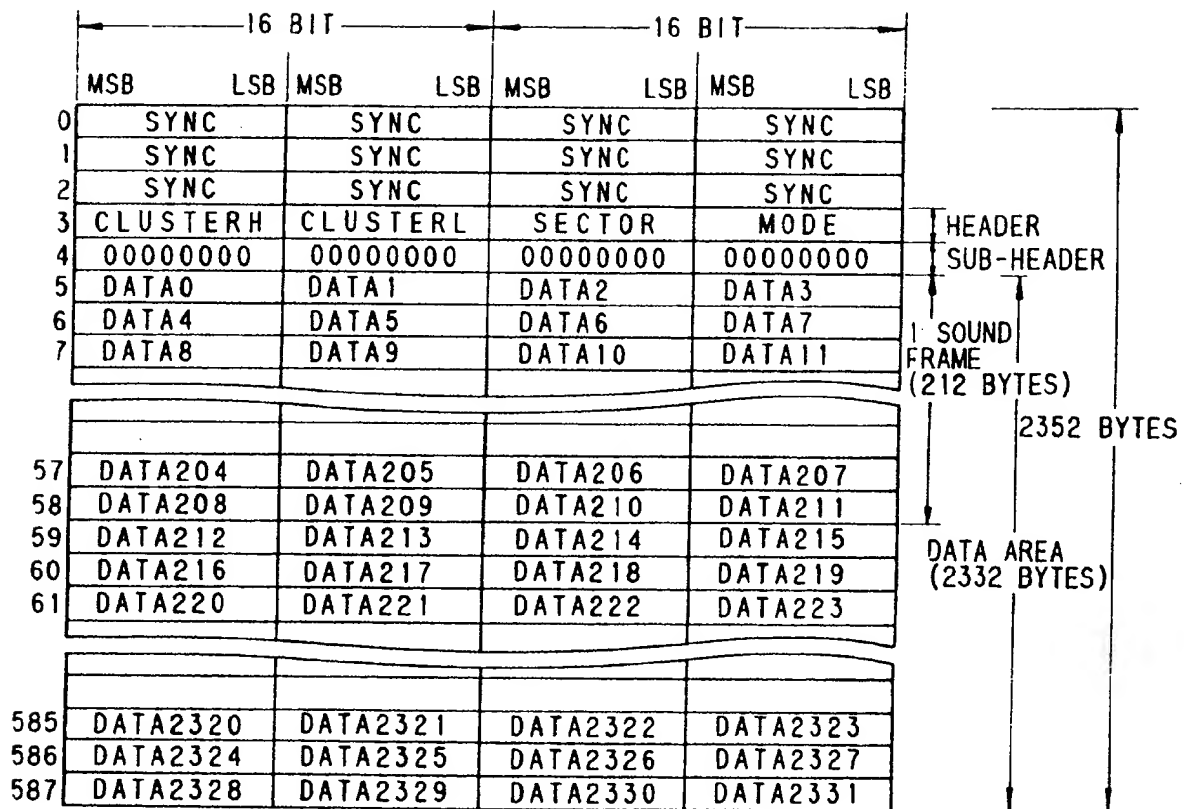 16 BIT 16 BIT
MSB LSB MSB LSB MSB LSB MSB LSB
0 SYNC SYNC SYNC SYNC
1 SYNC SYNC SYNC SYNC
2 SYNC SYNC SYNC SYNC
3 CLUSTERH CLUSTERL SECTOR MODE HEADER
4 00000000 00000000 00000000 00000000 SUB-HEADER
5 DATA0 DATA1 DATA2 DATA3
6 DATA4 DATA5 DATA6 DATA7
7 DATA8 DATA9 DATA10 DATA11
1 SOUND
FRAME
(212 BYTES)
2352 BYTES
57 DATA204 DATA205 DATA206 DATA207
58 DATA208 DATA209 DATA210 DATA211
59 DATA212 DATA213 DATA214 DATA215
60 DATA216 DATA217 DATA218 DATA219
61 DATA220 DATA221 DATA222 DATA223
DATA AREA
(2332 BYTES)
585 DATA2320 DATA2321 DATA2322 DATA2323
586 DATA2324 DATA2325 DATA2326 DATA2327
587 DATA2328 DATA2329 DATA2330 DATA2331